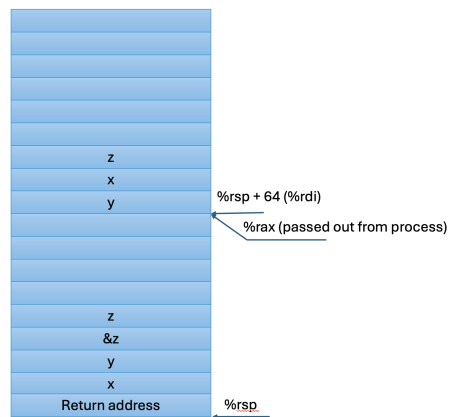 z
x
y
%rsp + 64 (%rdi)
%rax (passed out from process)
z
&z
y
x
Return address
%rsp